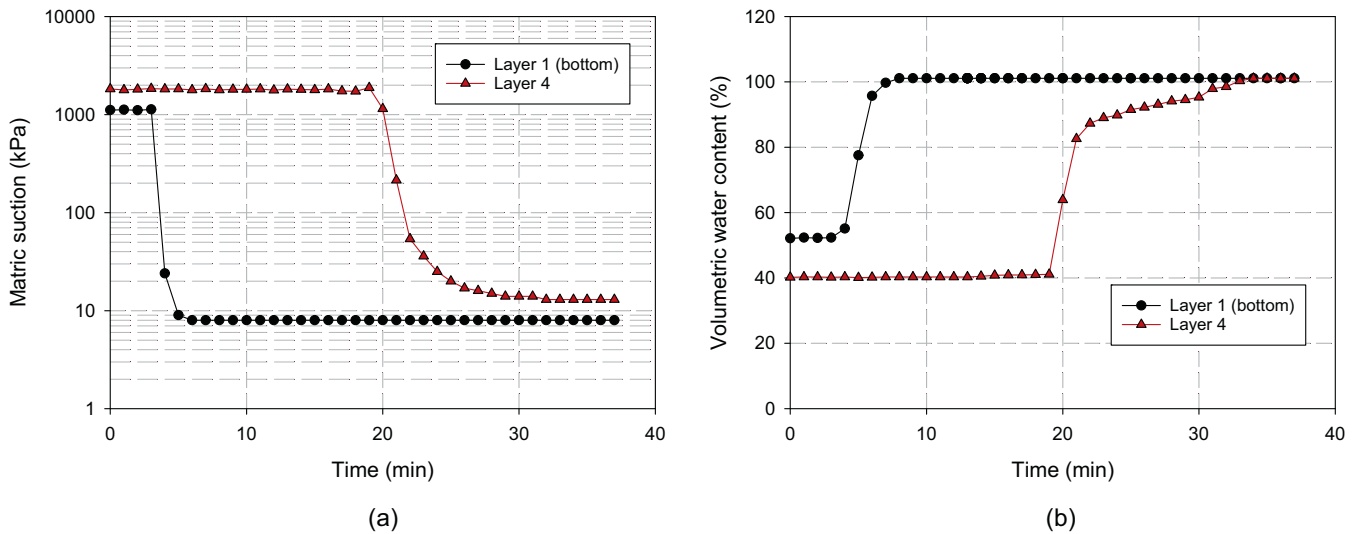 Matric suction (kPa)
10000
1000
100
10
1
0
10
20
30
40
Time (min)
Layer 1 (bottom)
Layer 4
(a)
Volumetric water content (%)
120
100
80
60
40
20
0
0
10
20
30
40
Time (min)
Layer 1 (bottom)
Layer 4
(b)